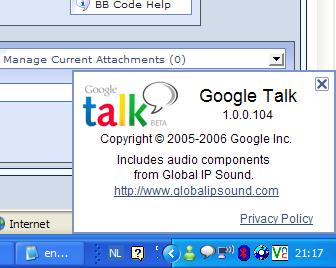 BB Code Help
Manage Current Attachments (0)
Google
talk
BETA
Google Talk
1.0.0.104
Copyright © 2005-2006 Google Inc.
Includes audio components
from Global IP Sound.
http://www.globalipsound.com
Privacy Policy
Internet
en...
NL
?
21:17